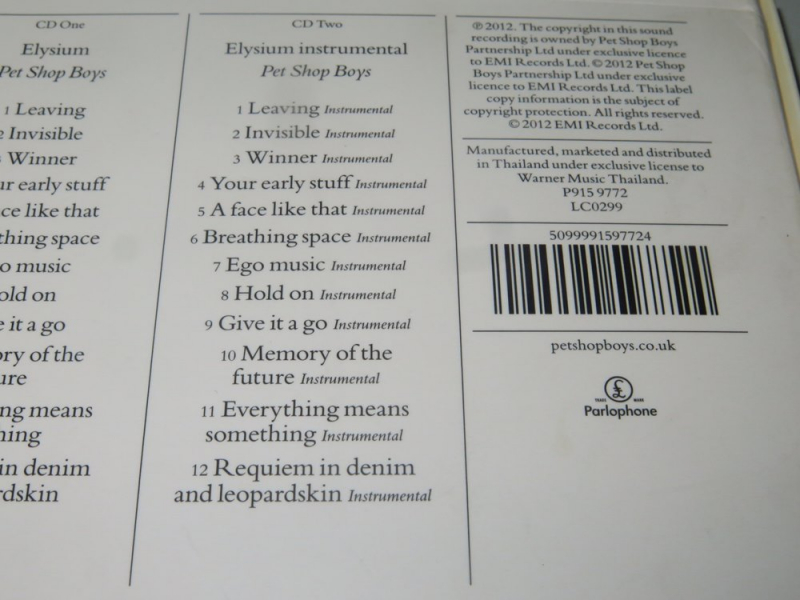 CD One
Elysium
Pet Shop Boys
1 Leaving
2 Invisible
3 Winner
ur early stuff
ce like that
thing space
o music
old on
e it a go
ory of the
ure
ng means
hing
in denim
rdskin
CD Two
Elysium instrumental
Pet Shop Boys
1 Leaving Instrumental
2 Invisible Instrumental
3 Winner Instrumental
4 Your early stuff Instrumental
5 A face like that Instrumental
6 Breathing space Instrumental
7 Ego music Instrumental
8 Hold on Instrumental
9 Give it a go Instrumental
10 Memory of the
future Instrumental
11 Everything means
something Instrumental
12 Requiem in denim
and leopardskin Instrumental
℗ 2012. The copyright in this sound
recording is owned by Pet Shop Boys
Partnership Ltd under exclusive licence
to EMI Records Ltd. © 2012 Pet Shop
Boys Partnership Ltd under exclusive
licence to EMI Records Ltd. This label
copy information is the subject of
copyright protection. All rights reserved.
© 2012 EMI Records Ltd.
Manufactured, marketed and distributed
in Thailand under exclusive license to
Warner Music Thailand.
P915 9772
LC0299
5099991597724
petshopboys.co.uk
£
TRADE MARK
Parlophone